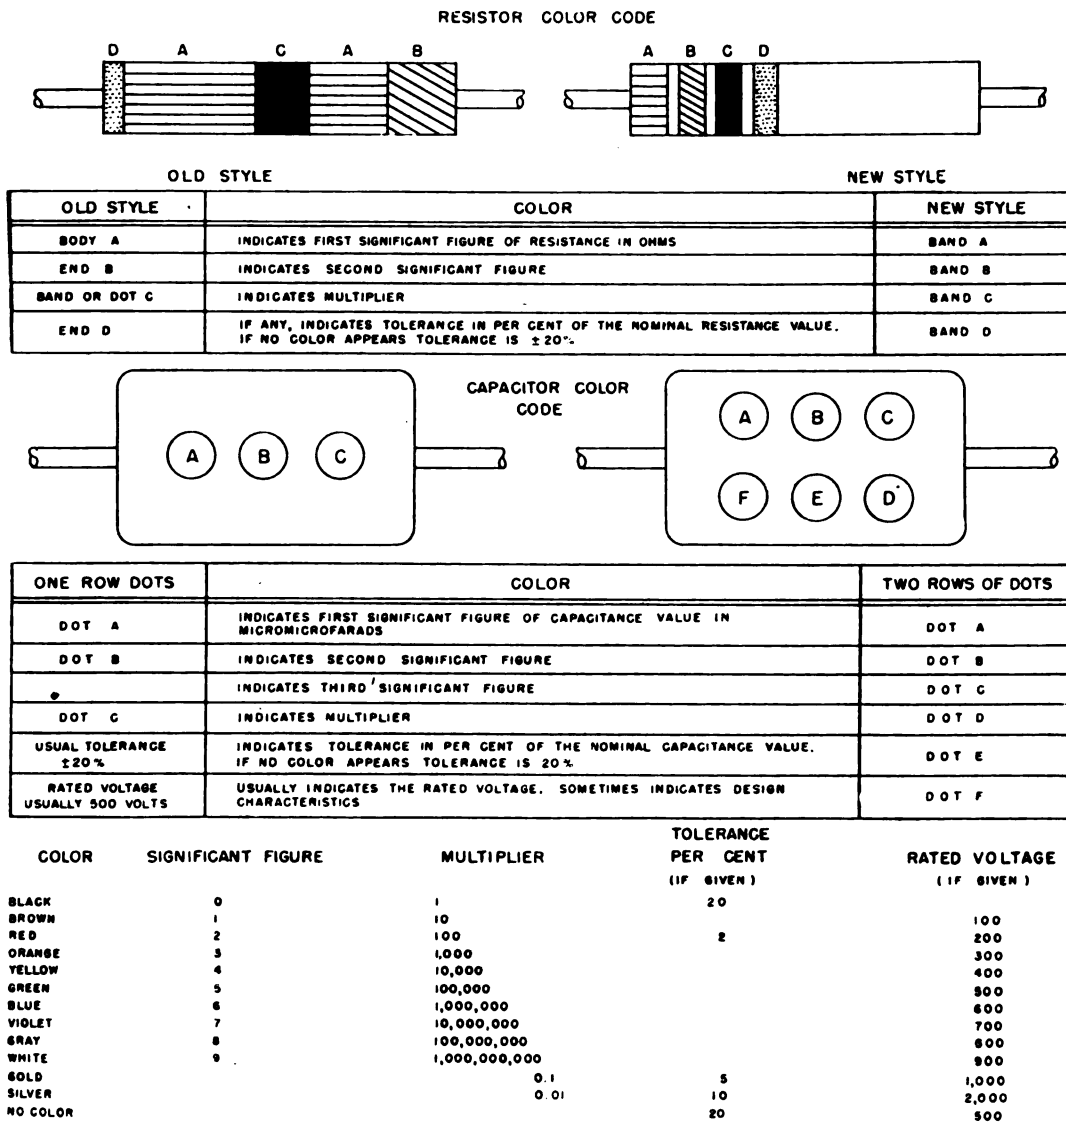 RESISTOR COLOR CODE
D A C A B
A B C D
OLD STYLE NEW STYLE
OLD STYLE COLOR NEW STYLE
BODY A INDICATES FIRST SIGNIFICANT FIGURE OF RESISTANCE IN OHMS BAND A
END B INDICATES SECOND SIGNIFICANT FIGURE BAND B
BAND OR DOT C INDICATES MULTIPLIER BAND C
END D IF ANY, INDICATES TOLERANCE IN PER CENT OF THE NOMINAL RESISTANCE VALUE. BAND D
IF NO COLOR APPEARS TOLERANCE IS ±20%
CAPACITOR COLOR
CODE
A B C
A B C
F E D
ONE ROW DOTS COLOR TWO ROWS OF DOTS
DOT A INDICATES FIRST SIGNIFICANT FIGURE OF CAPACITANCE VALUE IN DOT A
MICROMICROFARADS
DOT B INDICATES SECOND SIGNIFICANT FIGURE DOT B
INDICATES THIRD SIGNIFICANT FIGURE DOT C
DOT C INDICATES MULTIPLIER DOT D
USUAL TOLERANCE INDICATES TOLERANCE IN PER CENT OF THE NOMINAL CAPACITANCE VALUE. DOT E
±20% IF NO COLOR APPEARS TOLERANCE IS 20%
RATED VOLTAGE USUALLY INDICATES THE RATED VOLTAGE. SOMETIMES INDICATES DESIGN DOT F
USUALLY 500 VOLTS CHARACTERISTICS
TOLERANCE
COLOR SIGNIFICANT FIGURE MULTIPLIER PER CENT RATED VOLTAGE
(IF GIVEN) (IF GIVEN)
BLACK 0 1 20
BROWN 1 10 100
RED 2 100 2 200
ORANGE 3 1,000 300
YELLOW 4 10,000 400
GREEN 5 100,000 500
BLUE 6 1,000,000 600
VIOLET 7 10,000,000 700
GRAY 8 100,000,000 800
WHITE 9 1,000,000,000 900
GOLD 0.1 5 1,000
SILVER 0.01 10 2,000
NO COLOR 20 500